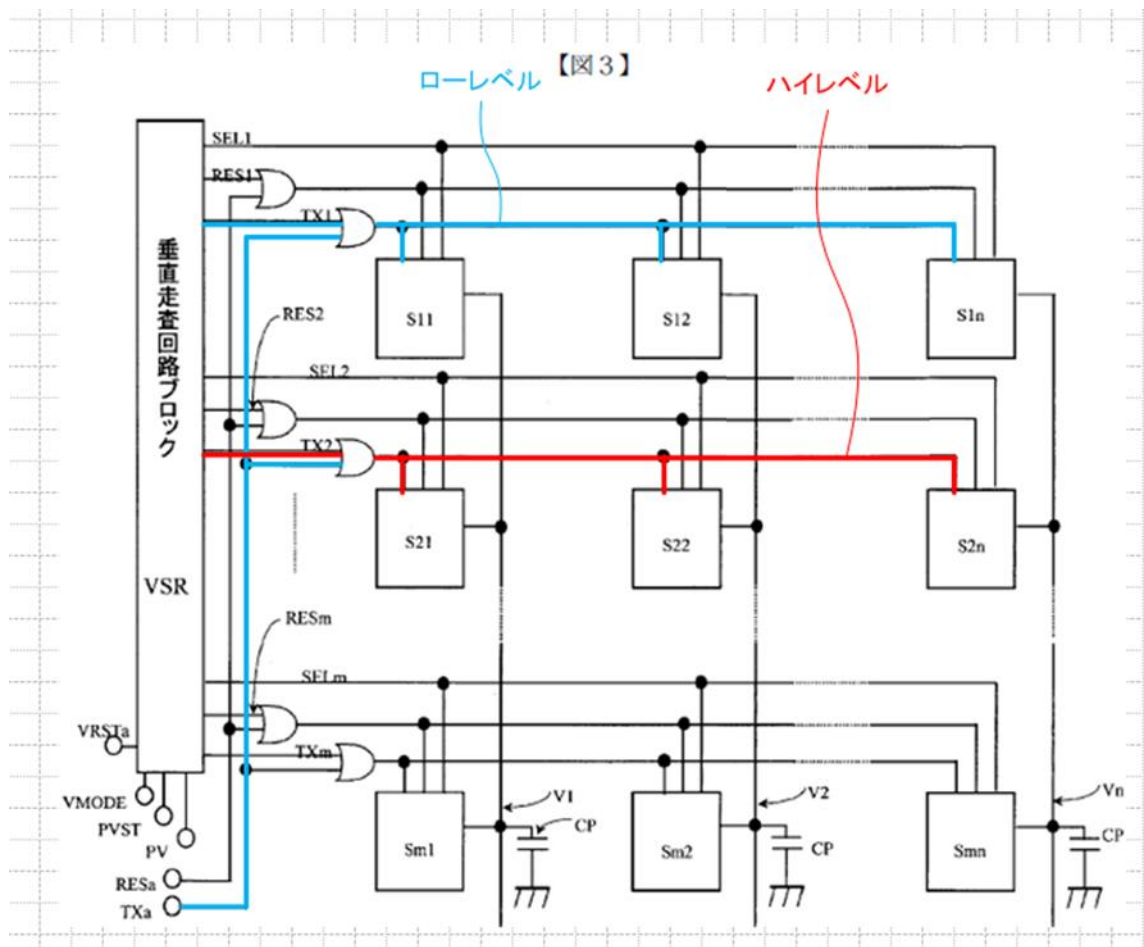 【図３】
ローレベル
ハイレベル
SEL1
RES1
TX1
S11
S12
S1n
垂直走査回路ブロック
RES2
SEL2
TX2
S21
S22
S2n
VSR
RESm
SELm
VRSTa
TXm
VMODE
V1
V2
Vn
PVST
CP
CP
CP
PV
Sm1
Sm2
Smn
RESa
TXa